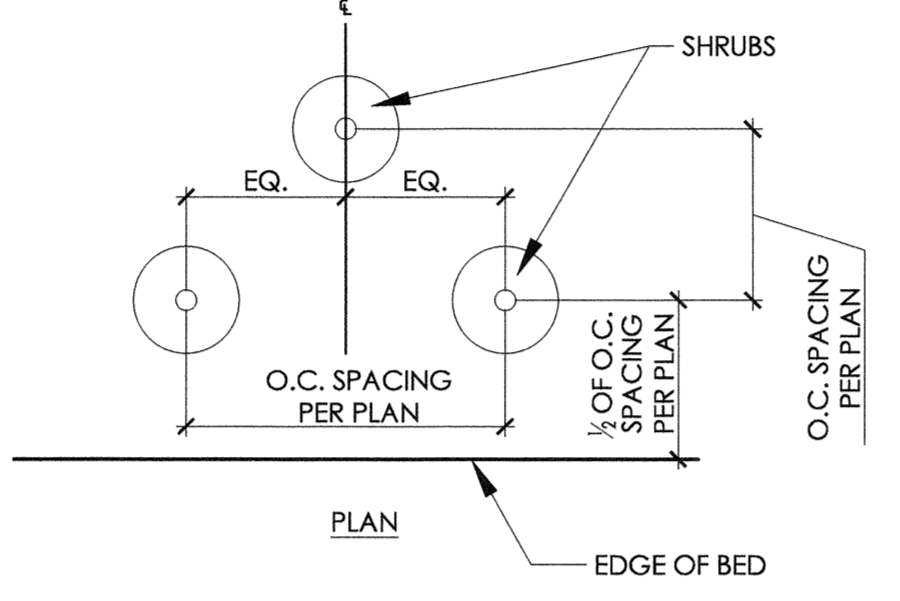 ℄
SHRUBS
EQ. EQ.
O.C. SPACING
PER PLAN
½ OF O.C.
SPACING
PER PLAN
O.C. SPACING
PER PLAN
PLAN
EDGE OF BED